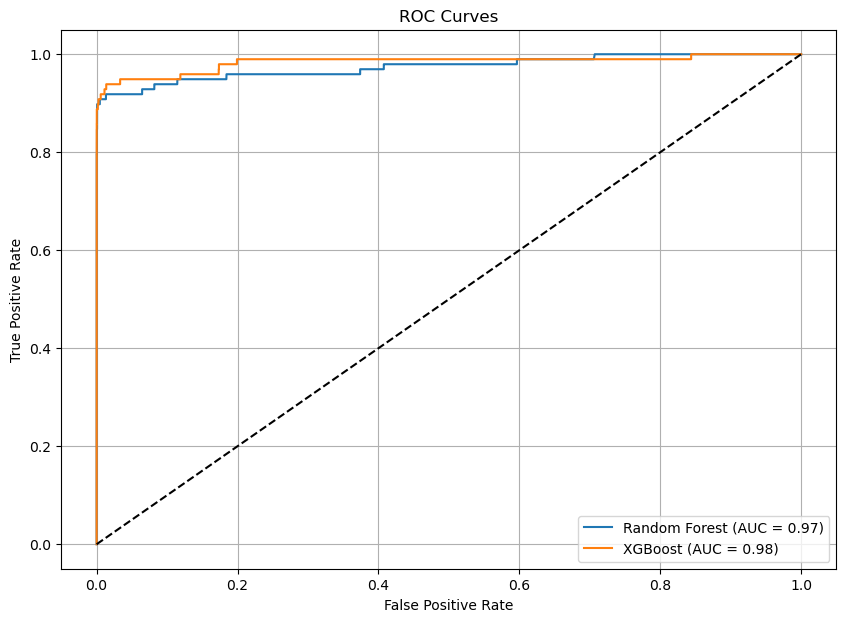 ROC Curves
True Positive Rate
1.0
0.8
0.6
0.4
0.2
0.0
Random Forest (AUC = 0.97)
XGBoost (AUC = 0.98)
0.0 0.2 0.4 0.6 0.8 1.0
False Positive Rate